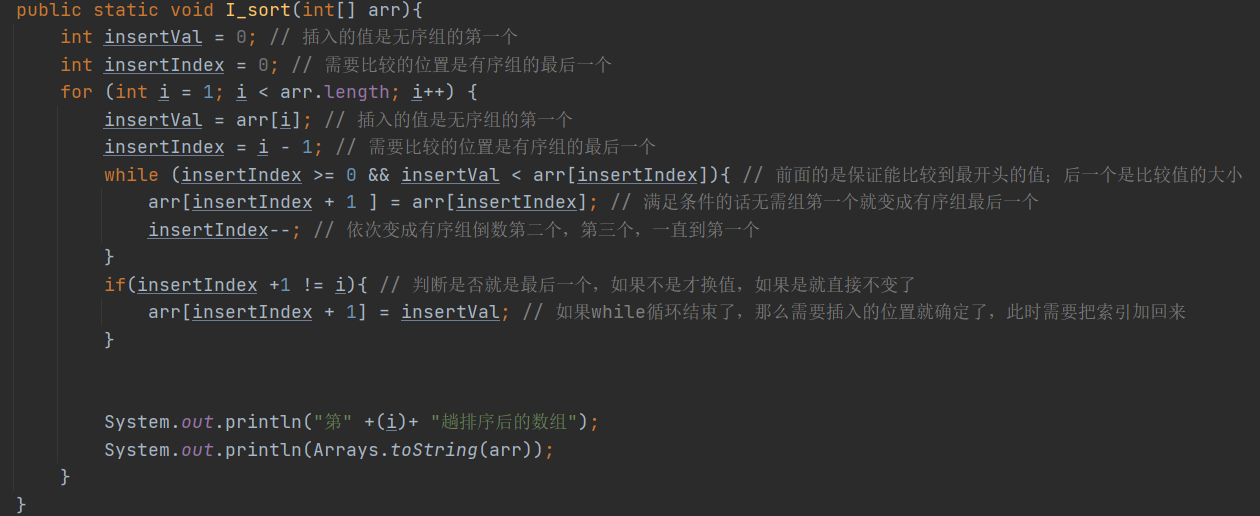 public static void I_sort(int[] arr){
int insertVal = 0; // 插入的值是无序组的第一个
int insertIndex = 0; // 需要比较的位置是有序组的最后一个
for (int i = 1; i < arr.length; i++) {
insertVal = arr[i]; // 插入的值是无序组的第一个
insertIndex = i - 1; // 需要比较的位置是有序组的最后一个
while (insertIndex >= 0 && insertVal < arr[insertIndex]){ // 前面的是保证能比较到最开头的值；后一个是比较值的大小
arr[insertIndex + 1 ] = arr[insertIndex]; // 满足条件的话无需组第一个就变成有序组最后一个
insertIndex--; // 依次变成有序组倒数第二个，第三个，一直到第一个
}
if(insertIndex +1 != i){ // 判断是否就是最后一个，如果不是才换值，如果是就直接不变了
arr[insertIndex + 1] = insertVal; // 如果while循环结束了，那么需要插入的位置就确定了，此时需要把索引加回来
}
System.out.println("第" +(i)+ "趟排序后的数组");
System.out.println(Arrays.toString(arr));
}
}